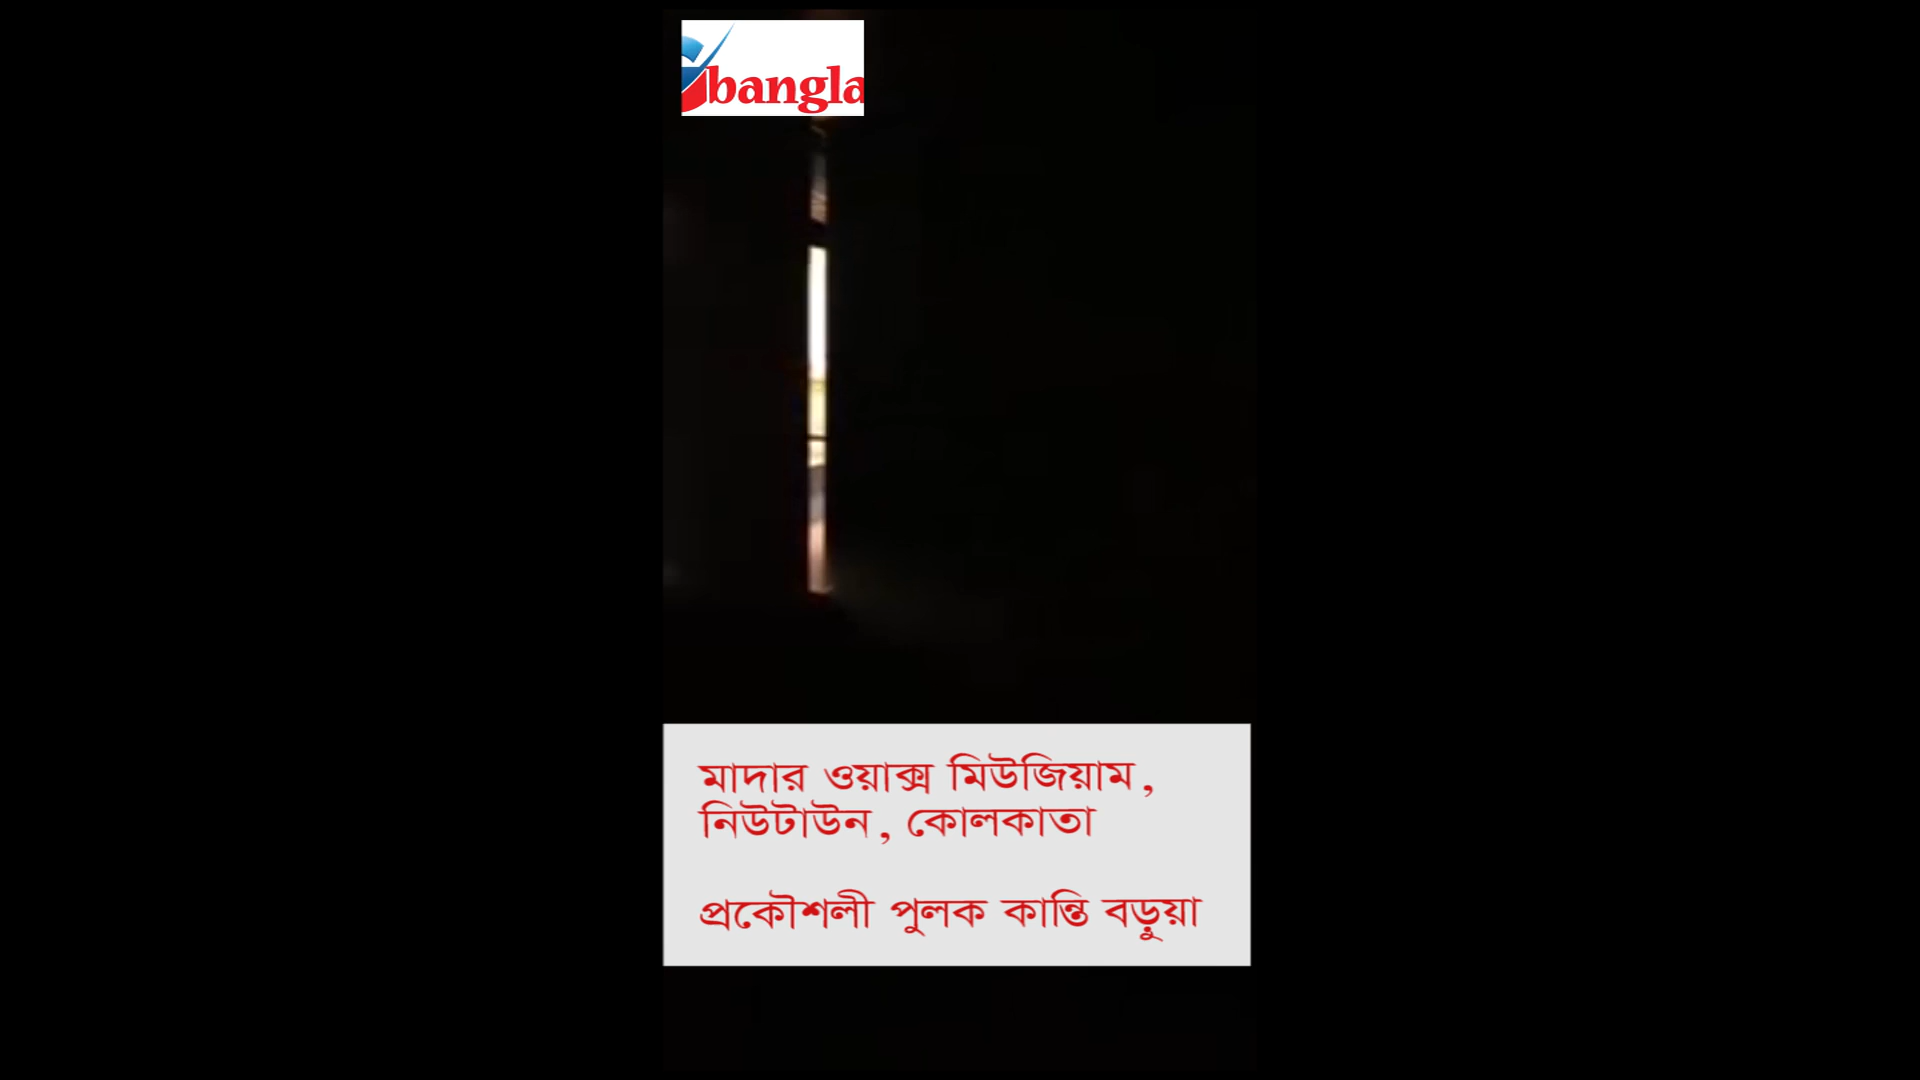 bangla
মাদার ওয়াক্স মিউজিয়াম,
নিউটাউন, কোলকাতা
প্রকৌশলী পুলক কান্তি বড়ুয়া